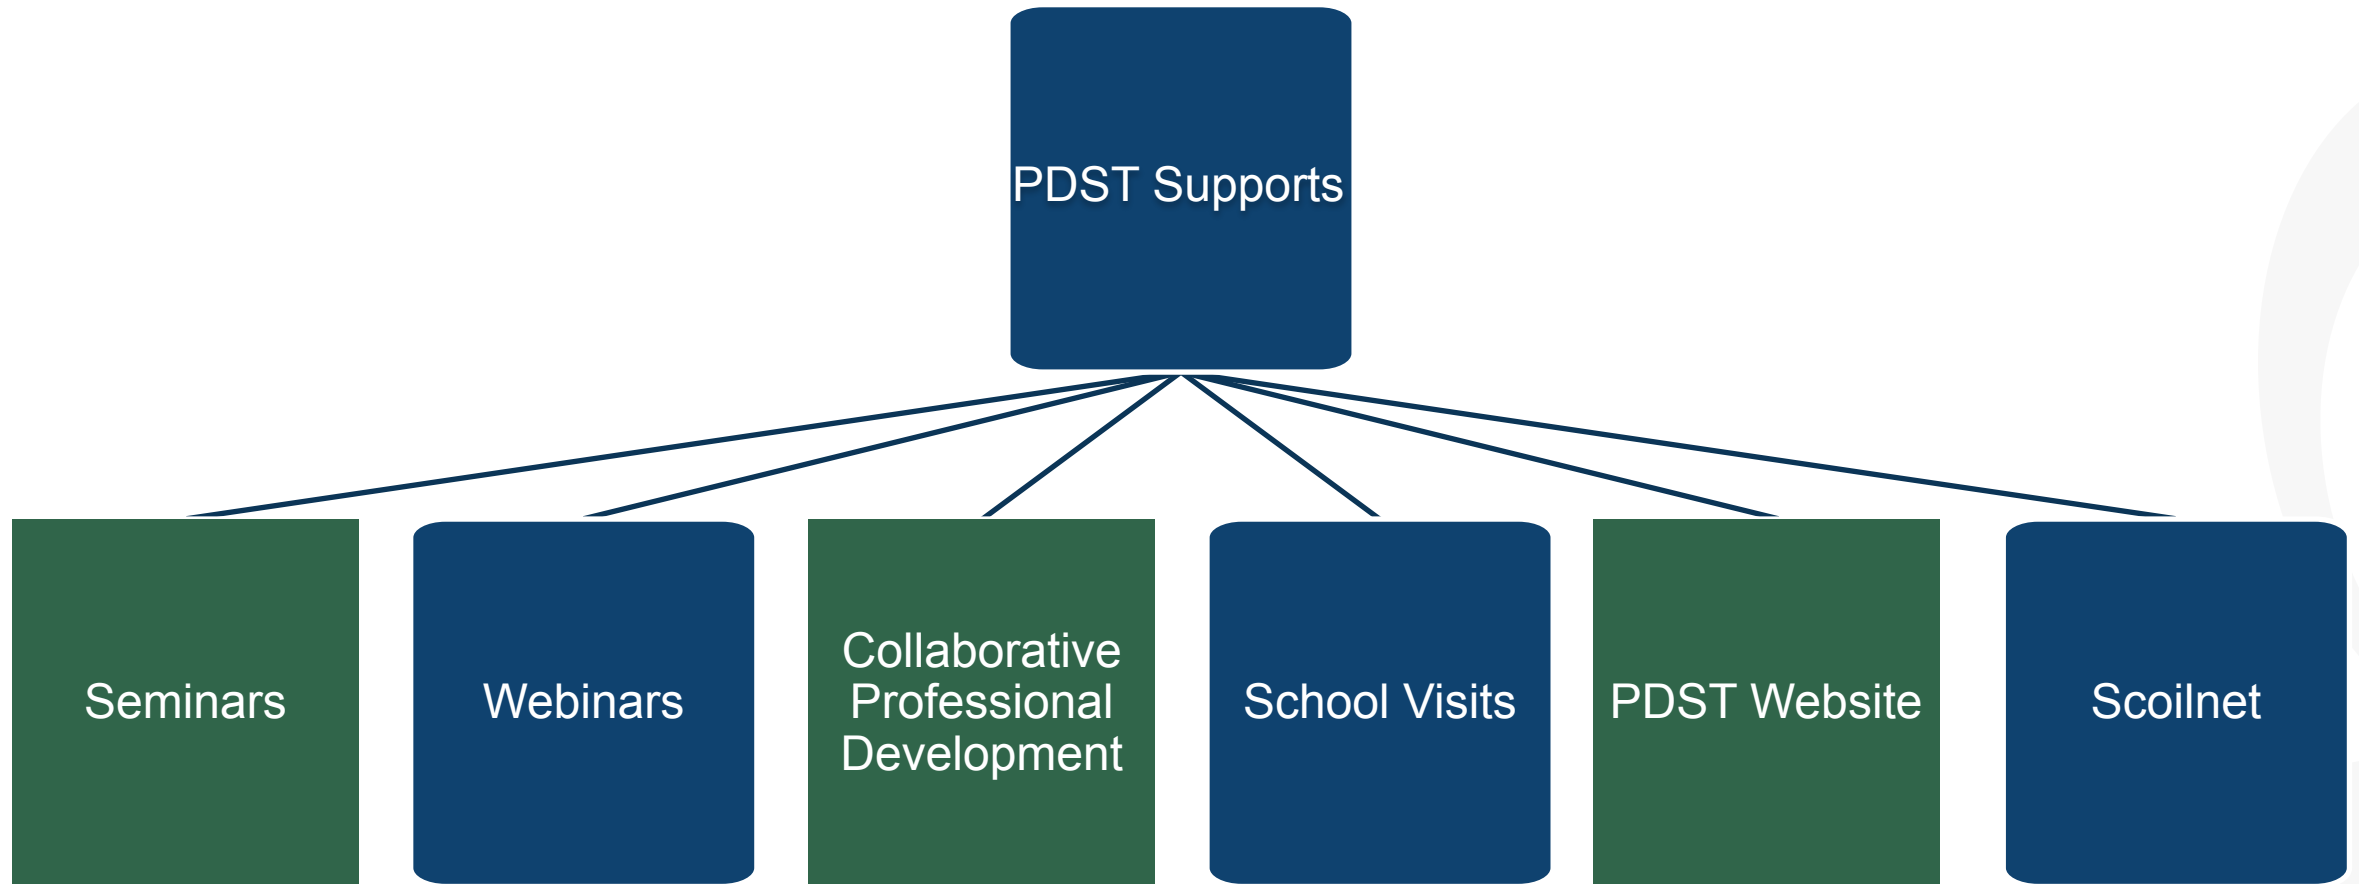 PDST Supports
Seminars
Webinars
Collaborative
Professional
Development
School Visits
PDST Website
Scoilnet